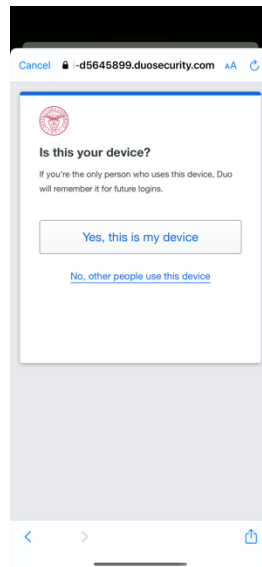 Cancel -d5645899.duosecurity.com AA
Is this your device?
If you're the only person who uses this device, Duo
will remember it for future logins.
Yes, this is my device
No, other people use this device